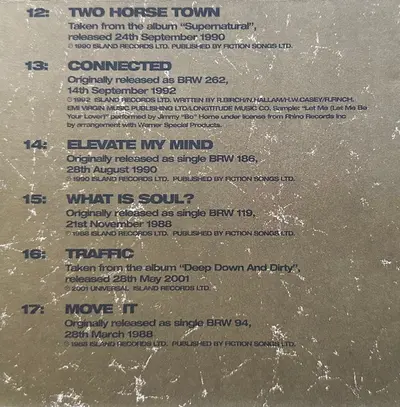 12: TWO HORSE TOWN
Taken from the album "Supernatural",
released 24th September 1990
© 1990 ISLAND RECORDS LTD. PUBLISHED BY FICTION SONGS LTD.
13: CONNECTED
Originally released as BRW 262,
14th September 1992
© 1992 ISLAND RECORDS LTD. WRITTEN BY R.BIRCH/N.HALLAM/H.W.CASEY/R.FINCH.
EMI VIRGIN MUSIC PUBLISHING LTD/LONGTITUDE MUSIC CO. Sample: "Let Me (Let Me Be
Your Lover)" performed by Jimmy "Bo" Horne under license from Rhino Records Inc
by arrangement with Warner Special Products.
14: ELEVATE MY MIND
Originally released as single BRW 186,
28th August 1990
© 1990 ISLAND RECORDS LTD. PUBLISHED BY FICTION SONGS LTD.
15: WHAT IS SOUL?
Originally released as single BRW 119,
21st November 1988
© 1988 ISLAND RECORDS LTD. PUBLISHED BY FICTION SONGS LTD.
16: TRAFFIC
Taken from the album "Deep Down And Dirty",
released 28th May 2001
© 2001 UNIVERSAL ISLAND RECORDS LTD.
17: MOVE IT
Orginally released as single BRW 94,
28th March 1988
© 1988 ISLAND RECORDS LTD. PUBLISHED BY FICTION SONGS LTD.